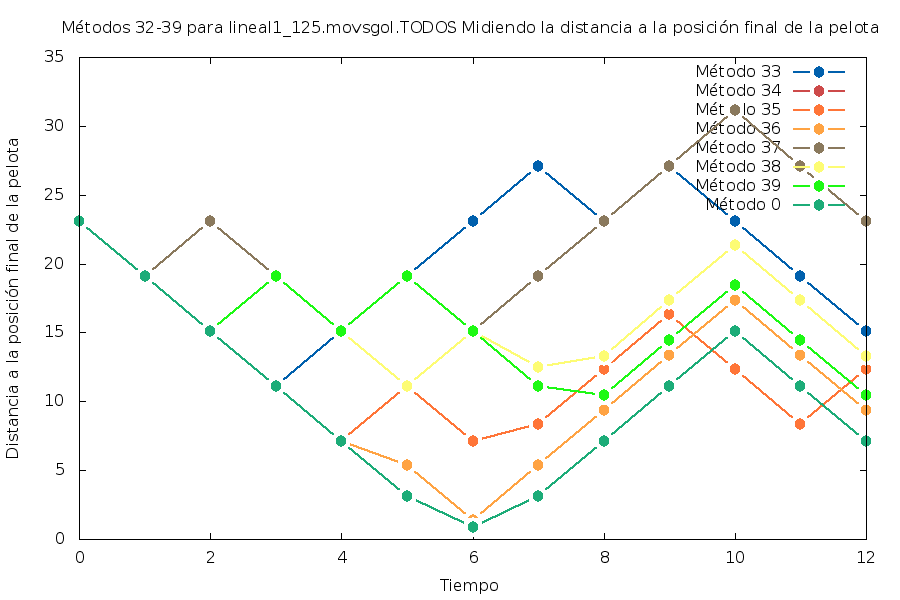 Métodos 32-39 para lineal1_125.movsgol.TODOS Midiendo la distancia a la posición final de la pelota
Distancia a la posición final de la pelota
35
30
25
20
15
10
5
0
0
2
4
6
8
10
12
Tiempo
Método 33
Método 34
Método 35
Método 36
Método 37
Método 38
Método 39
Método 0